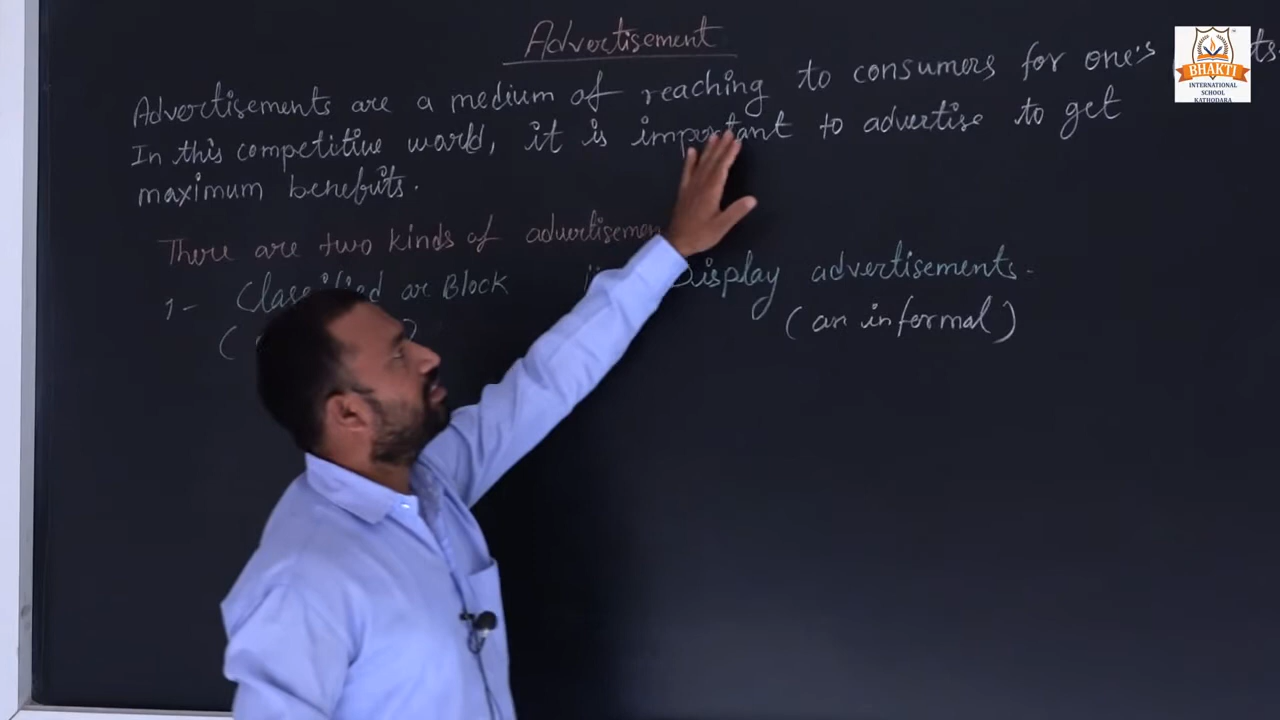 Advertisement
Advertisements are a medium of reaching to consumers for one's
In this competitive world, it is important to advertise to get
maximum benefits.
There are two kinds of
1- Classified or Block Display advertisements.
(an informal)
BHAKTI
INTERNATIONAL
SCHOOL
KATHODARA